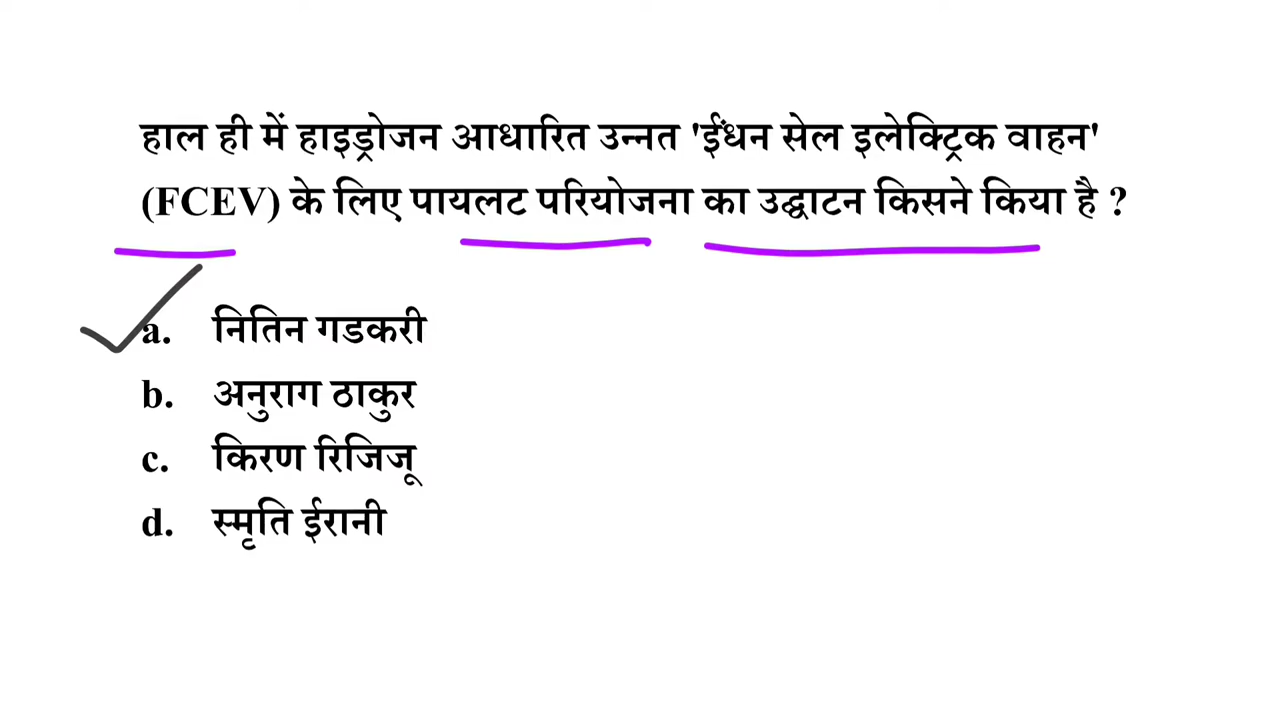 हाल ही में हाइड्रोजन आधारित उन्नत 'ईंधन सेल इलेक्ट्रिक वाहन'
(FCEV) के लिए पायलट परियोजना का उद्घाटन किसने किया है ?
a. नितिन गडकरी
b. अनुराग ठाकुर
c. किरण रिजिजू
d. स्मृति ईरानी